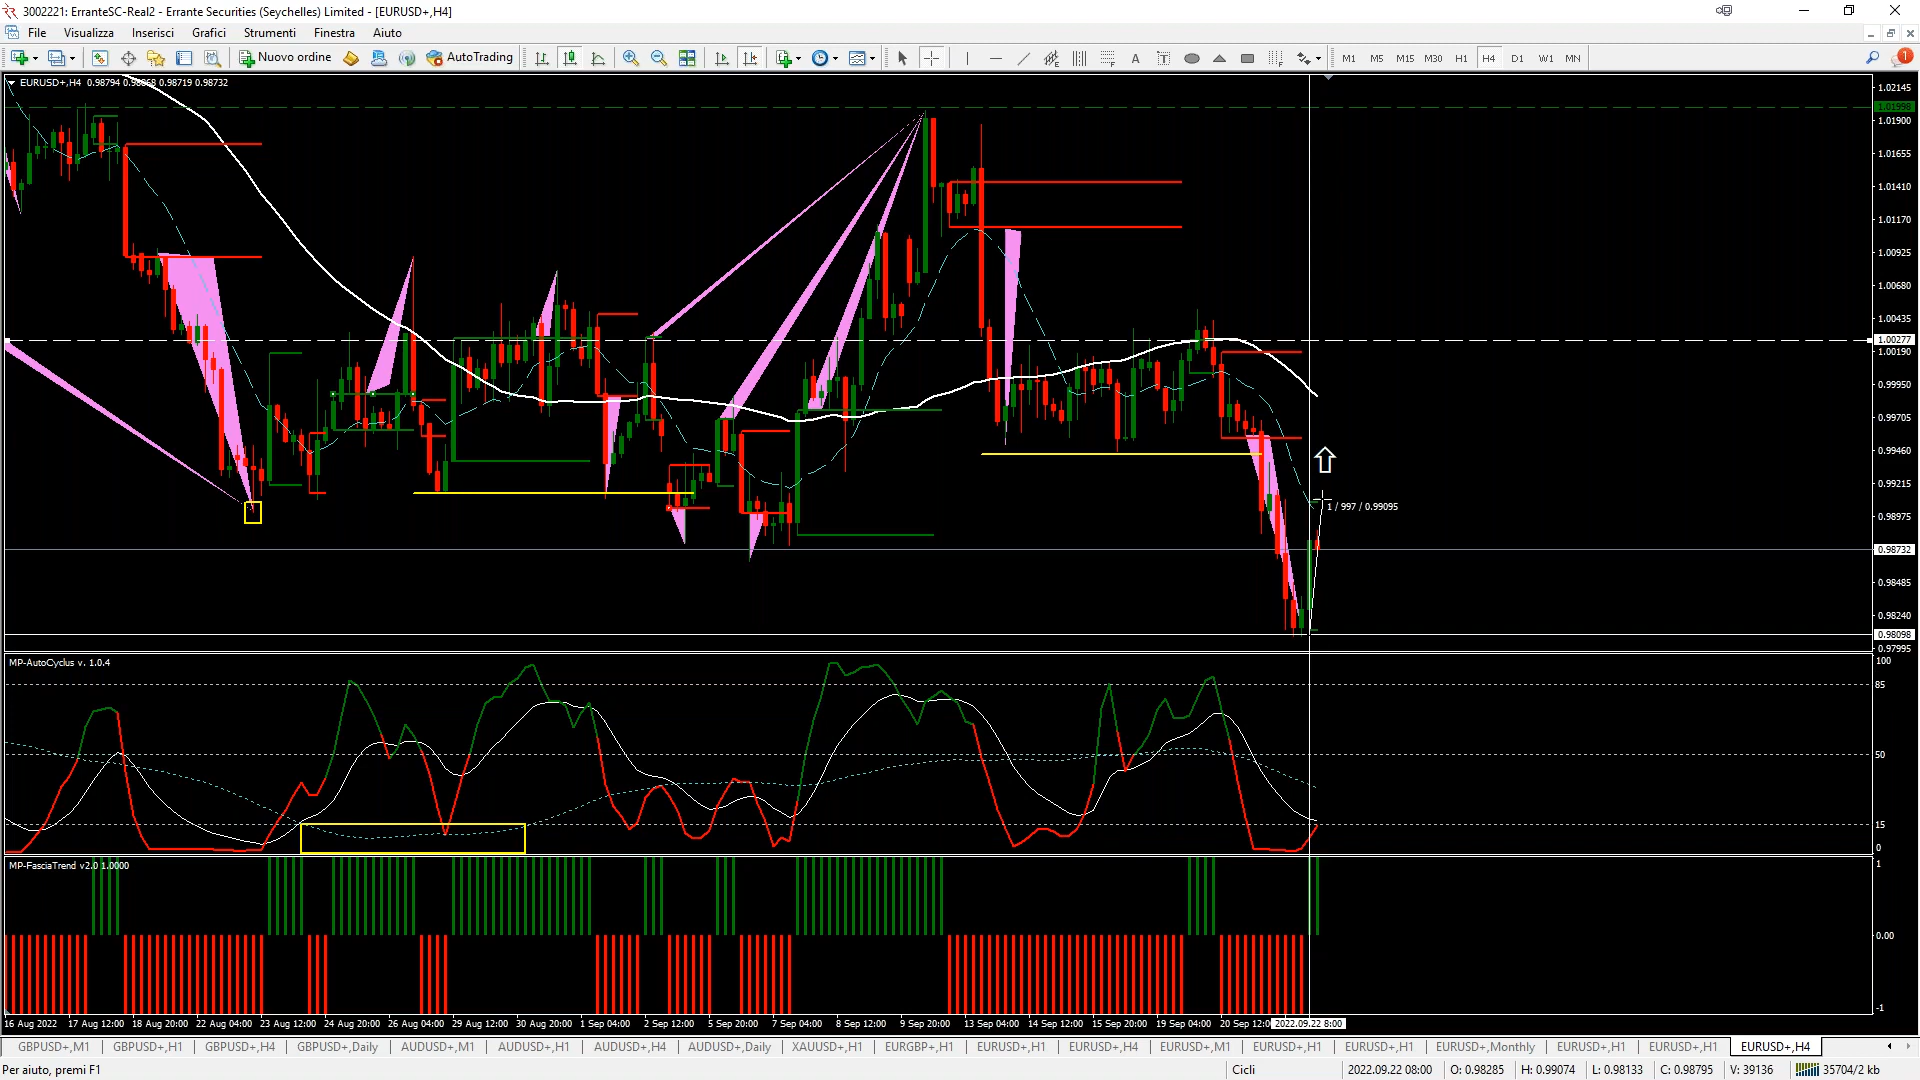 3002221: ErranteSC-Real2 - Errante Securities (Seychelles) Limited - [EURUSD+,H4]
File Visualizza Inserisci Grafici Strumenti Finestra Aiuto
Nuovo ordine AutoTrading A T M1 M5 M15 M30 H1 H4 D1 W1 MN 1
EURUSD+,H4 0.98794 0.98868 0.98719 0.98732
1.02145
1.01998
1.01900
1.01655
1.01410
1.01170
1.00925
1.00680
1.00435
1.00277
1.00190
0.99950
0.99705
0.99460
0.99215
1 / 997 / 0.99095
0.98975
0.98732
0.98485
0.98240
0.98098
0.97995
MP-AutoCyclus v. 1.0.4
100
85
50
15
0
MP-FasciaTrend v2.0 1.0000
1
0.00
-1
16 Aug 2022 17 Aug 12:00 18 Aug 20:00 22 Aug 04:00 23 Aug 12:00 24 Aug 20:00 26 Aug 04:00 29 Aug 12:00 30 Aug 20:00 1 Sep 04:00 2 Sep 12:00 5 Sep 20:00 7 Sep 04:00 8 Sep 12:00 9 Sep 20:00 13 Sep 04:00 14 Sep 12:00 15 Sep 20:00 19 Sep 04:00 20 Sep 12:00 2022.09.22 8:00
GBPUSD+,M1 GBPUSD+,H1 GBPUSD+,H4 GBPUSD+,Daily AUDUSD+,M1 AUDUSD+,H1 AUDUSD+,H4 AUDUSD+,Daily XAUUSD+,H1 EURGBP+,H1 EURUSD+,H1 EURUSD+,H4 EURUSD+,M1 EURUSD+,H1 EURUSD+,H1 EURUSD+,Monthly EURUSD+,H1 EURUSD+,H1 EURUSD+,H4
Per aiuto, premi F1 Cicli 2022.09.22 08:00 O: 0.98285 H: 0.99074 L: 0.98133 C: 0.98795 V: 39136 35704/2 kb